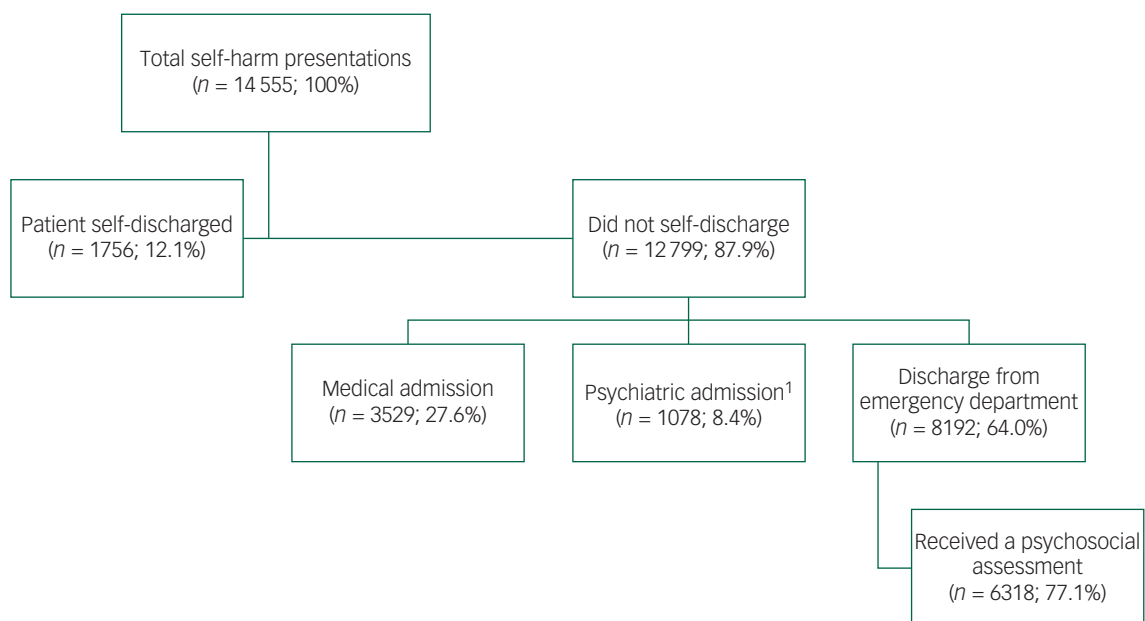 Total self-harm presentations
(n = 14 555; 100%)
Patient self-discharged
(n = 1756; 12.1%)
Did not self-discharge
(n = 12 799; 87.9%)
Medical admission
(n = 3529; 27.6%)
Psychiatric admission¹
(n = 1078; 8.4%)
Discharge from
emergency department
(n = 8192; 64.0%)
Received a psychosocial
assessment
(n = 6318; 77.1%)